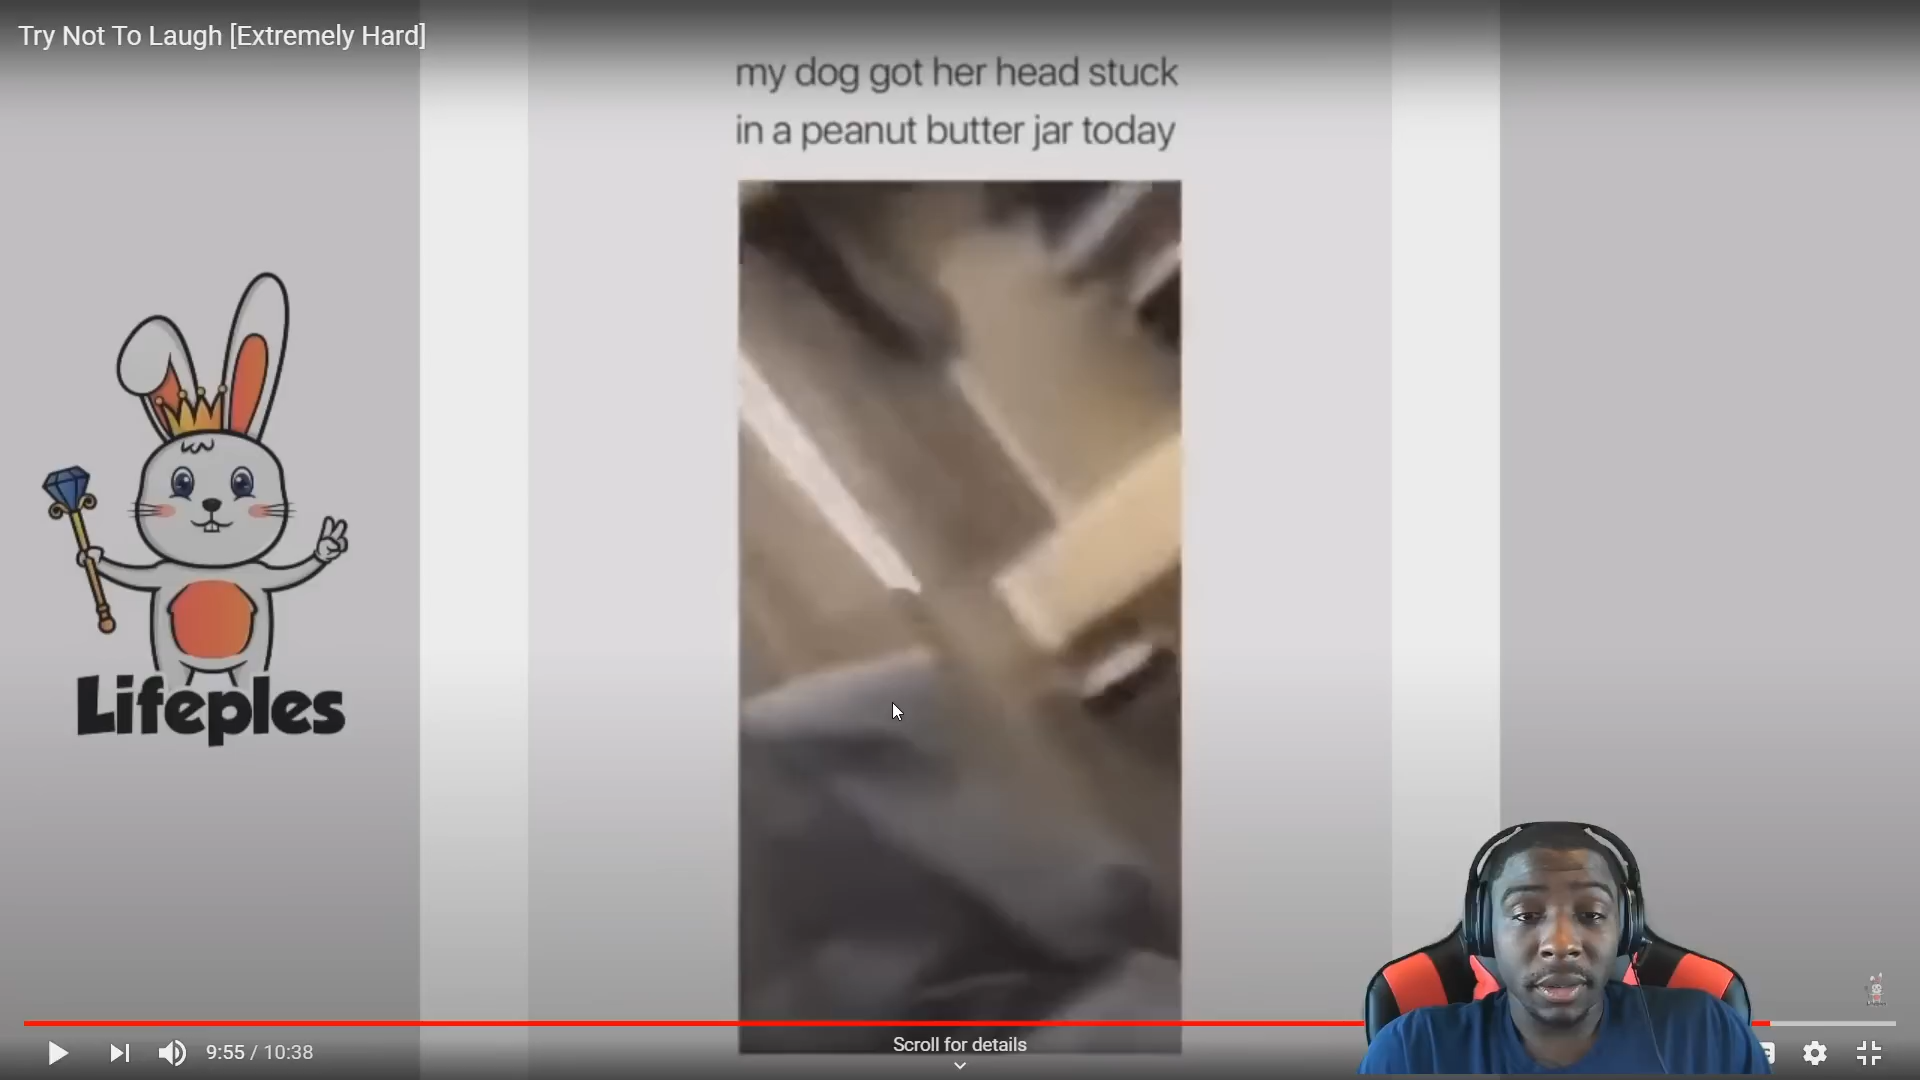 Try Not To Laugh [Extremely Hard]
my dog got her head stuck
in a peanut butter jar today
Lifeples
9:55 / 10:38
Scroll for details